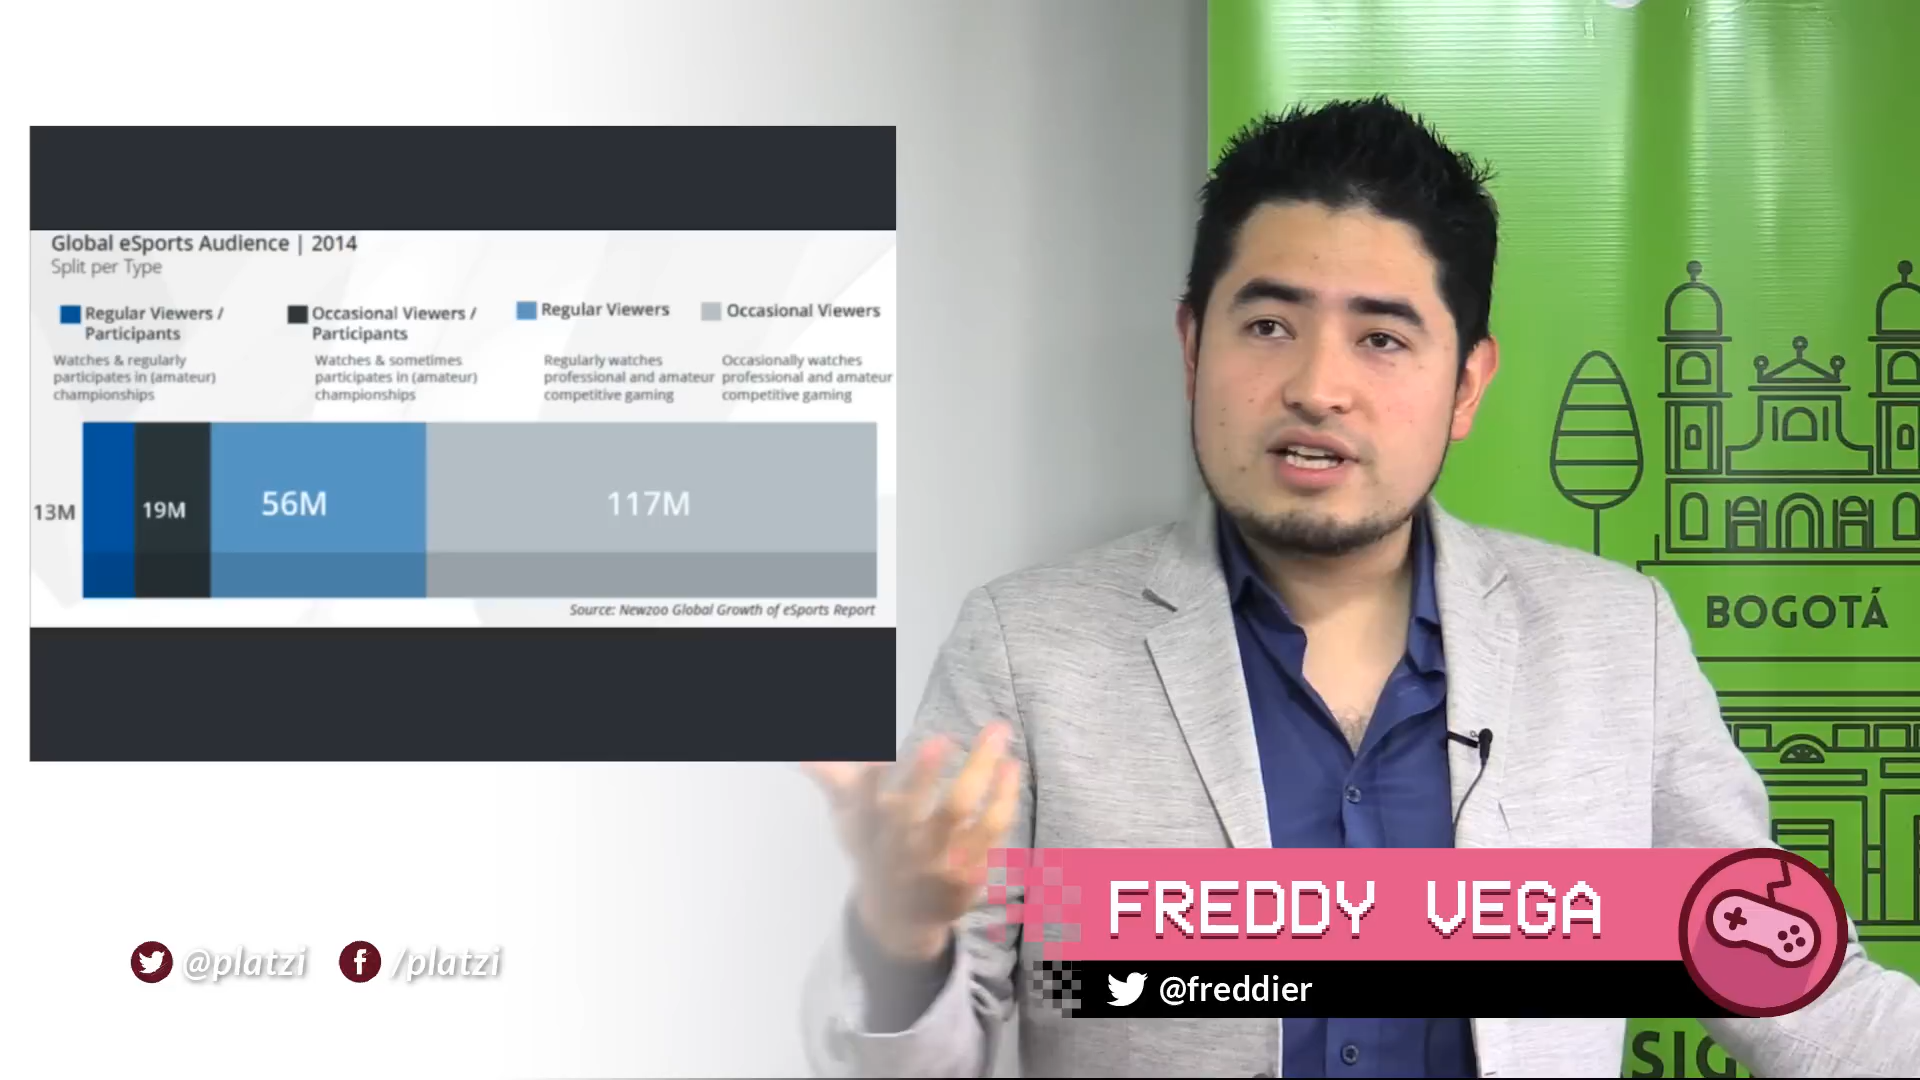 Global eSports Audience | 2014
Split per Type
Regular Viewers /
Participants
Watches & regularly
participates in (amateur)
championships
Occasional Viewers /
Participants
Watches & sometimes
participates in (amateur)
championships
Regular Viewers
Regularly watches
professional and amateur
competitive gaming
Occasional Viewers
Occasionally watches
professional and amateur
competitive gaming
13M
19M
56M
117M
Source: Newzoo Global Growth of eSports Report
BOGOTÁ
FREDDY VEGA
@freddier
@platzi
/platzi
SIG